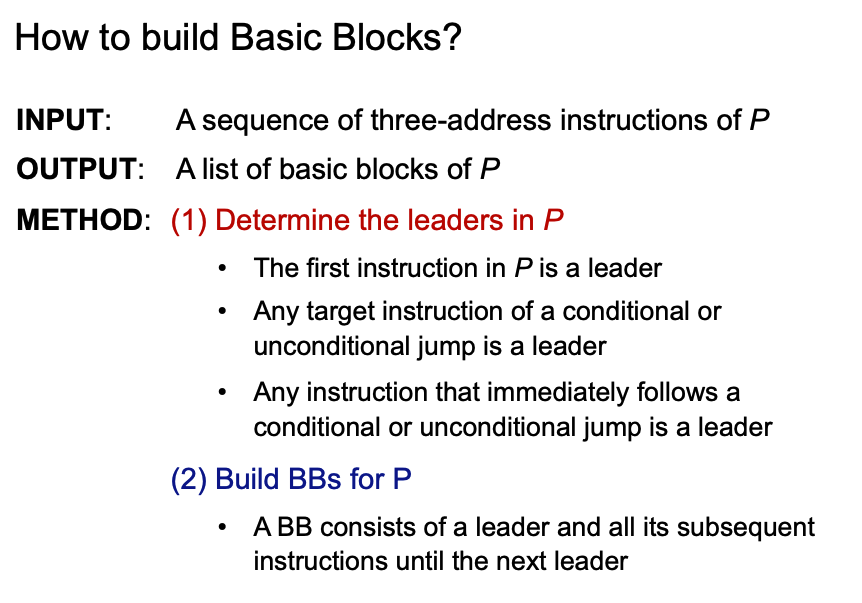 How to build Basic Blocks?
INPUT: A sequence of three-address instructions of P
OUTPUT: A list of basic blocks of P
METHOD: (1) Determine the leaders in P
• The first instruction in P is a leader
• Any target instruction of a conditional or
unconditional jump is a leader
• Any instruction that immediately follows a
conditional or unconditional jump is a leader
(2) Build BBs for P
• A BB consists of a leader and all its subsequent
instructions until the next leader